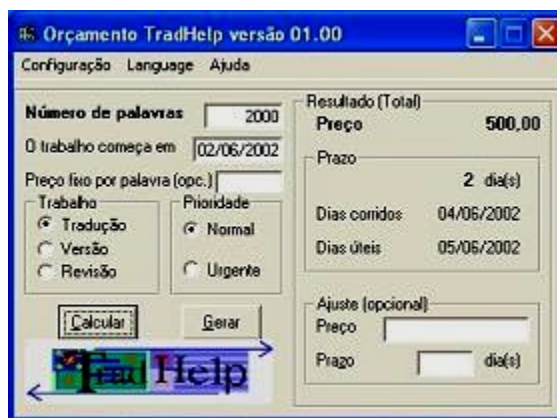 Orçamento TradHelp versão 01.00
Configuração Language Ajuda
Número de palavras 2000
O trabalho começa em 02/06/2002
Preço fixo por palavra (opc.)
Trabalho
Tradução
Versão
Revisão
Prioridade
Normal
Urgente
Calcular Gerar
Trad Help
Resultado (Total)
Preço 500,00
Prazo
2 dia(s)
Dias corridos 04/06/2002
Dias úteis 05/06/2002
Ajuste (opcional)
Preço
Prazo dia(s)